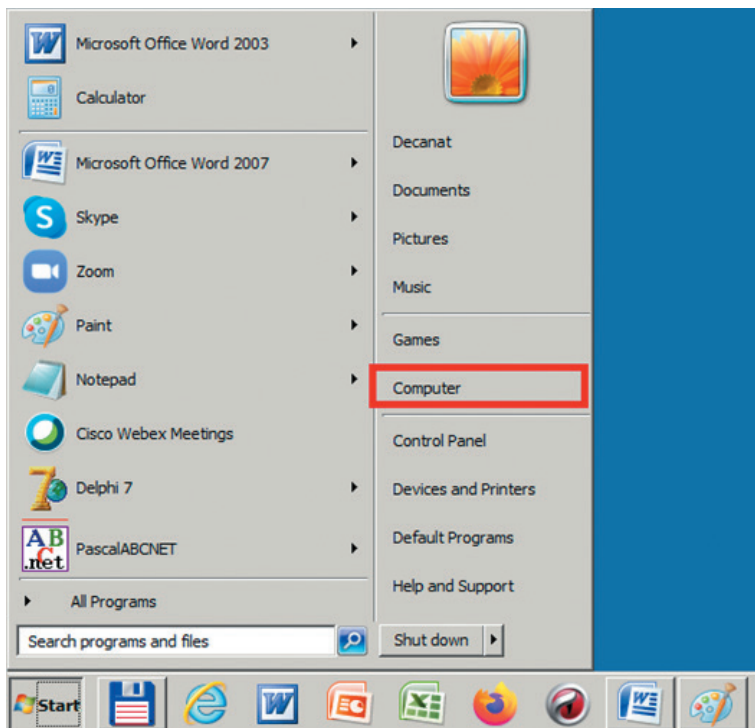 Microsoft Office Word 2003
Calculator
Microsoft Office Word 2007
Skype
Zoom
Paint
Notepad
Cisco Webex Meetings
Delphi 7
PascalABCNET
All Programs
Search programs and files
Decanat
Documents
Pictures
Music
Games
Computer
Control Panel
Devices and Printers
Default Programs
Help and Support
Shut down
Start